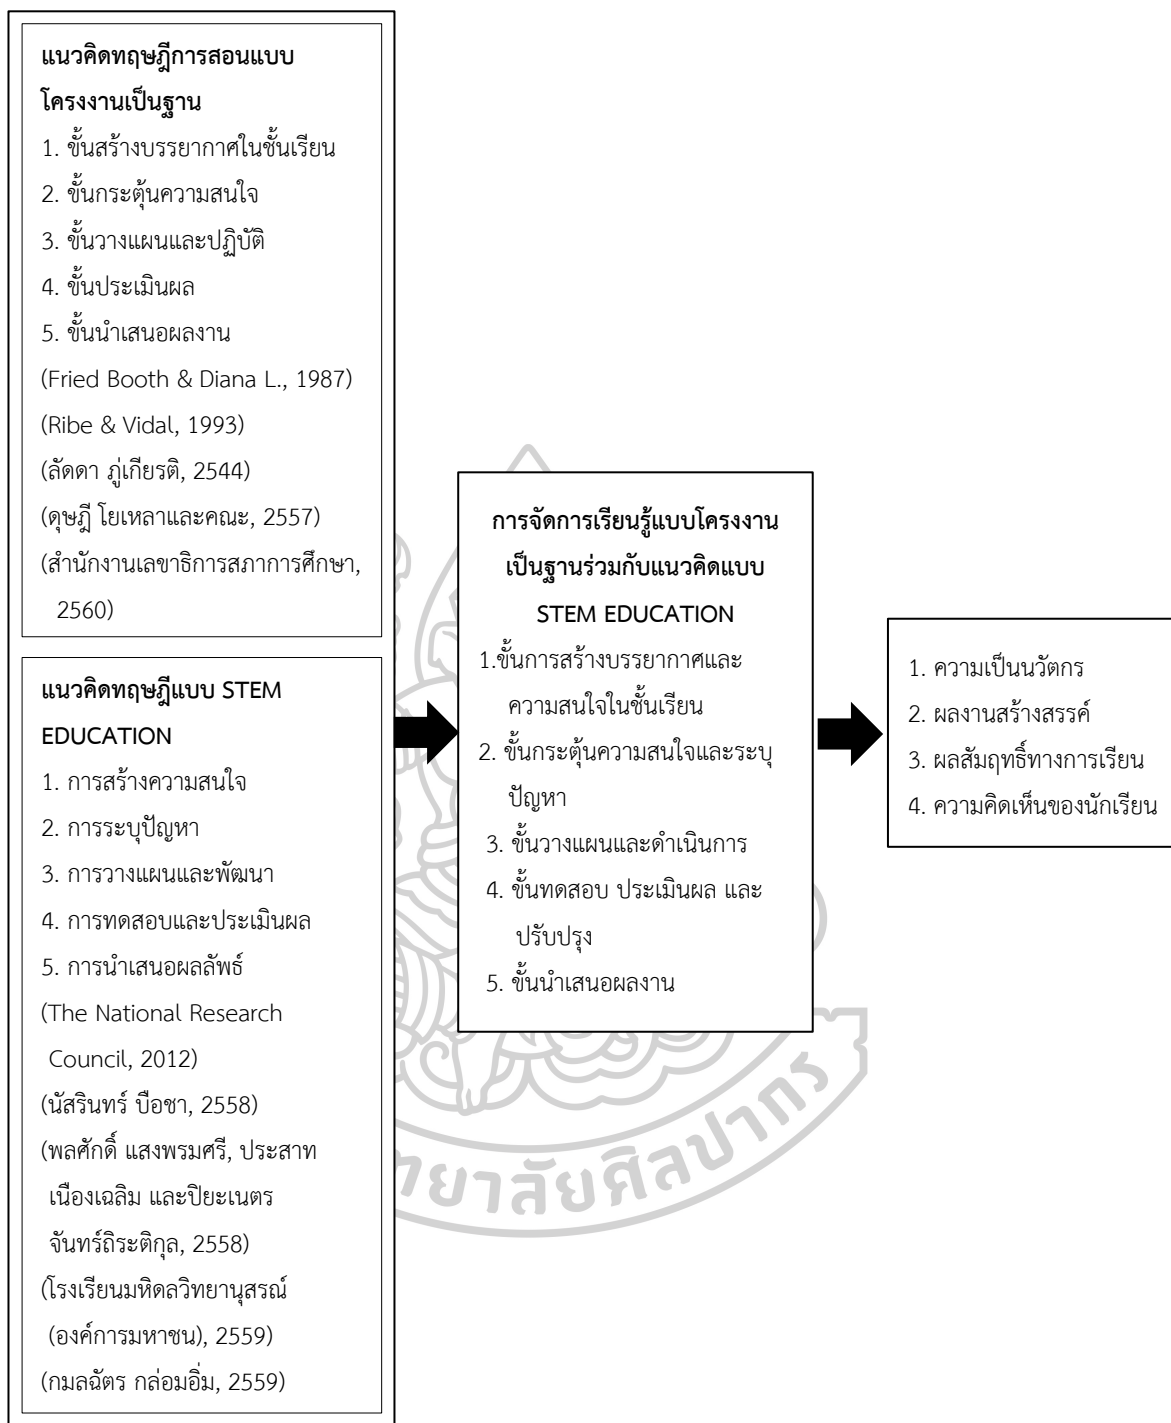 แนวคิดทฤษฎีการสอนแบบ
โครงงานเป็นฐาน
1. ขั้นสร้างบรรยากาศในชั้นเรียน
2. ขั้นกระตุ้นความสนใจ
3. ขั้นวางแผนและปฏิบัติ
4. ขั้นประเมินผล
5. ขั้นนำเสนอผลงาน
(Fried Booth & Diana L., 1987)
(Ribe & Vidal, 1993)
(ลัดดา ภู่เกียรติ, 2544)
(ดุษฎี โยเหลาและคณะ, 2557)
(สำนักงานเลขาธิการสภาการศึกษา,
2560)
แนวคิดทฤษฎีแบบ STEM
EDUCATION
1. การสร้างความสนใจ
2. การระบุปัญหา
3. การวางแผนและพัฒนา
4. การทดสอบและประเมินผล
5. การนำเสนอผลลัพธ์
(The National Research
Council, 2012)
(นัสรินทร์ บือซา, 2558)
(พลศักดิ์ แสงพรมศรี, ประสาท
เนืองเฉลิม และปิยะเนตร
จันทร์ถิระติกุล, 2558)
(โรงเรียนมหิดลวิทยานุสรณ์
(องค์การมหาชน), 2559)
(กมลฉัตร กล่อมอิ่ม, 2559)
การจัดการเรียนรู้แบบโครงงาน
เป็นฐานร่วมกับแนวคิดแบบ
STEM EDUCATION
1.ขั้นการสร้างบรรยากาศและ
ความสนใจในชั้นเรียน
2. ขั้นกระตุ้นความสนใจและระบุ
ปัญหา
3. ขั้นวางแผนและดำเนินการ
4. ขั้นทดสอบ ประเมินผล และ
ปรับปรุง
5. ขั้นนำเสนอผลงาน
1. ความเป็นนวัตกร
2. ผลงานสร้างสรรค์
3. ผลสัมฤทธิ์ทางการเรียน
4. ความคิดเห็นของนักเรียน
ทยาลัยศิลปากร